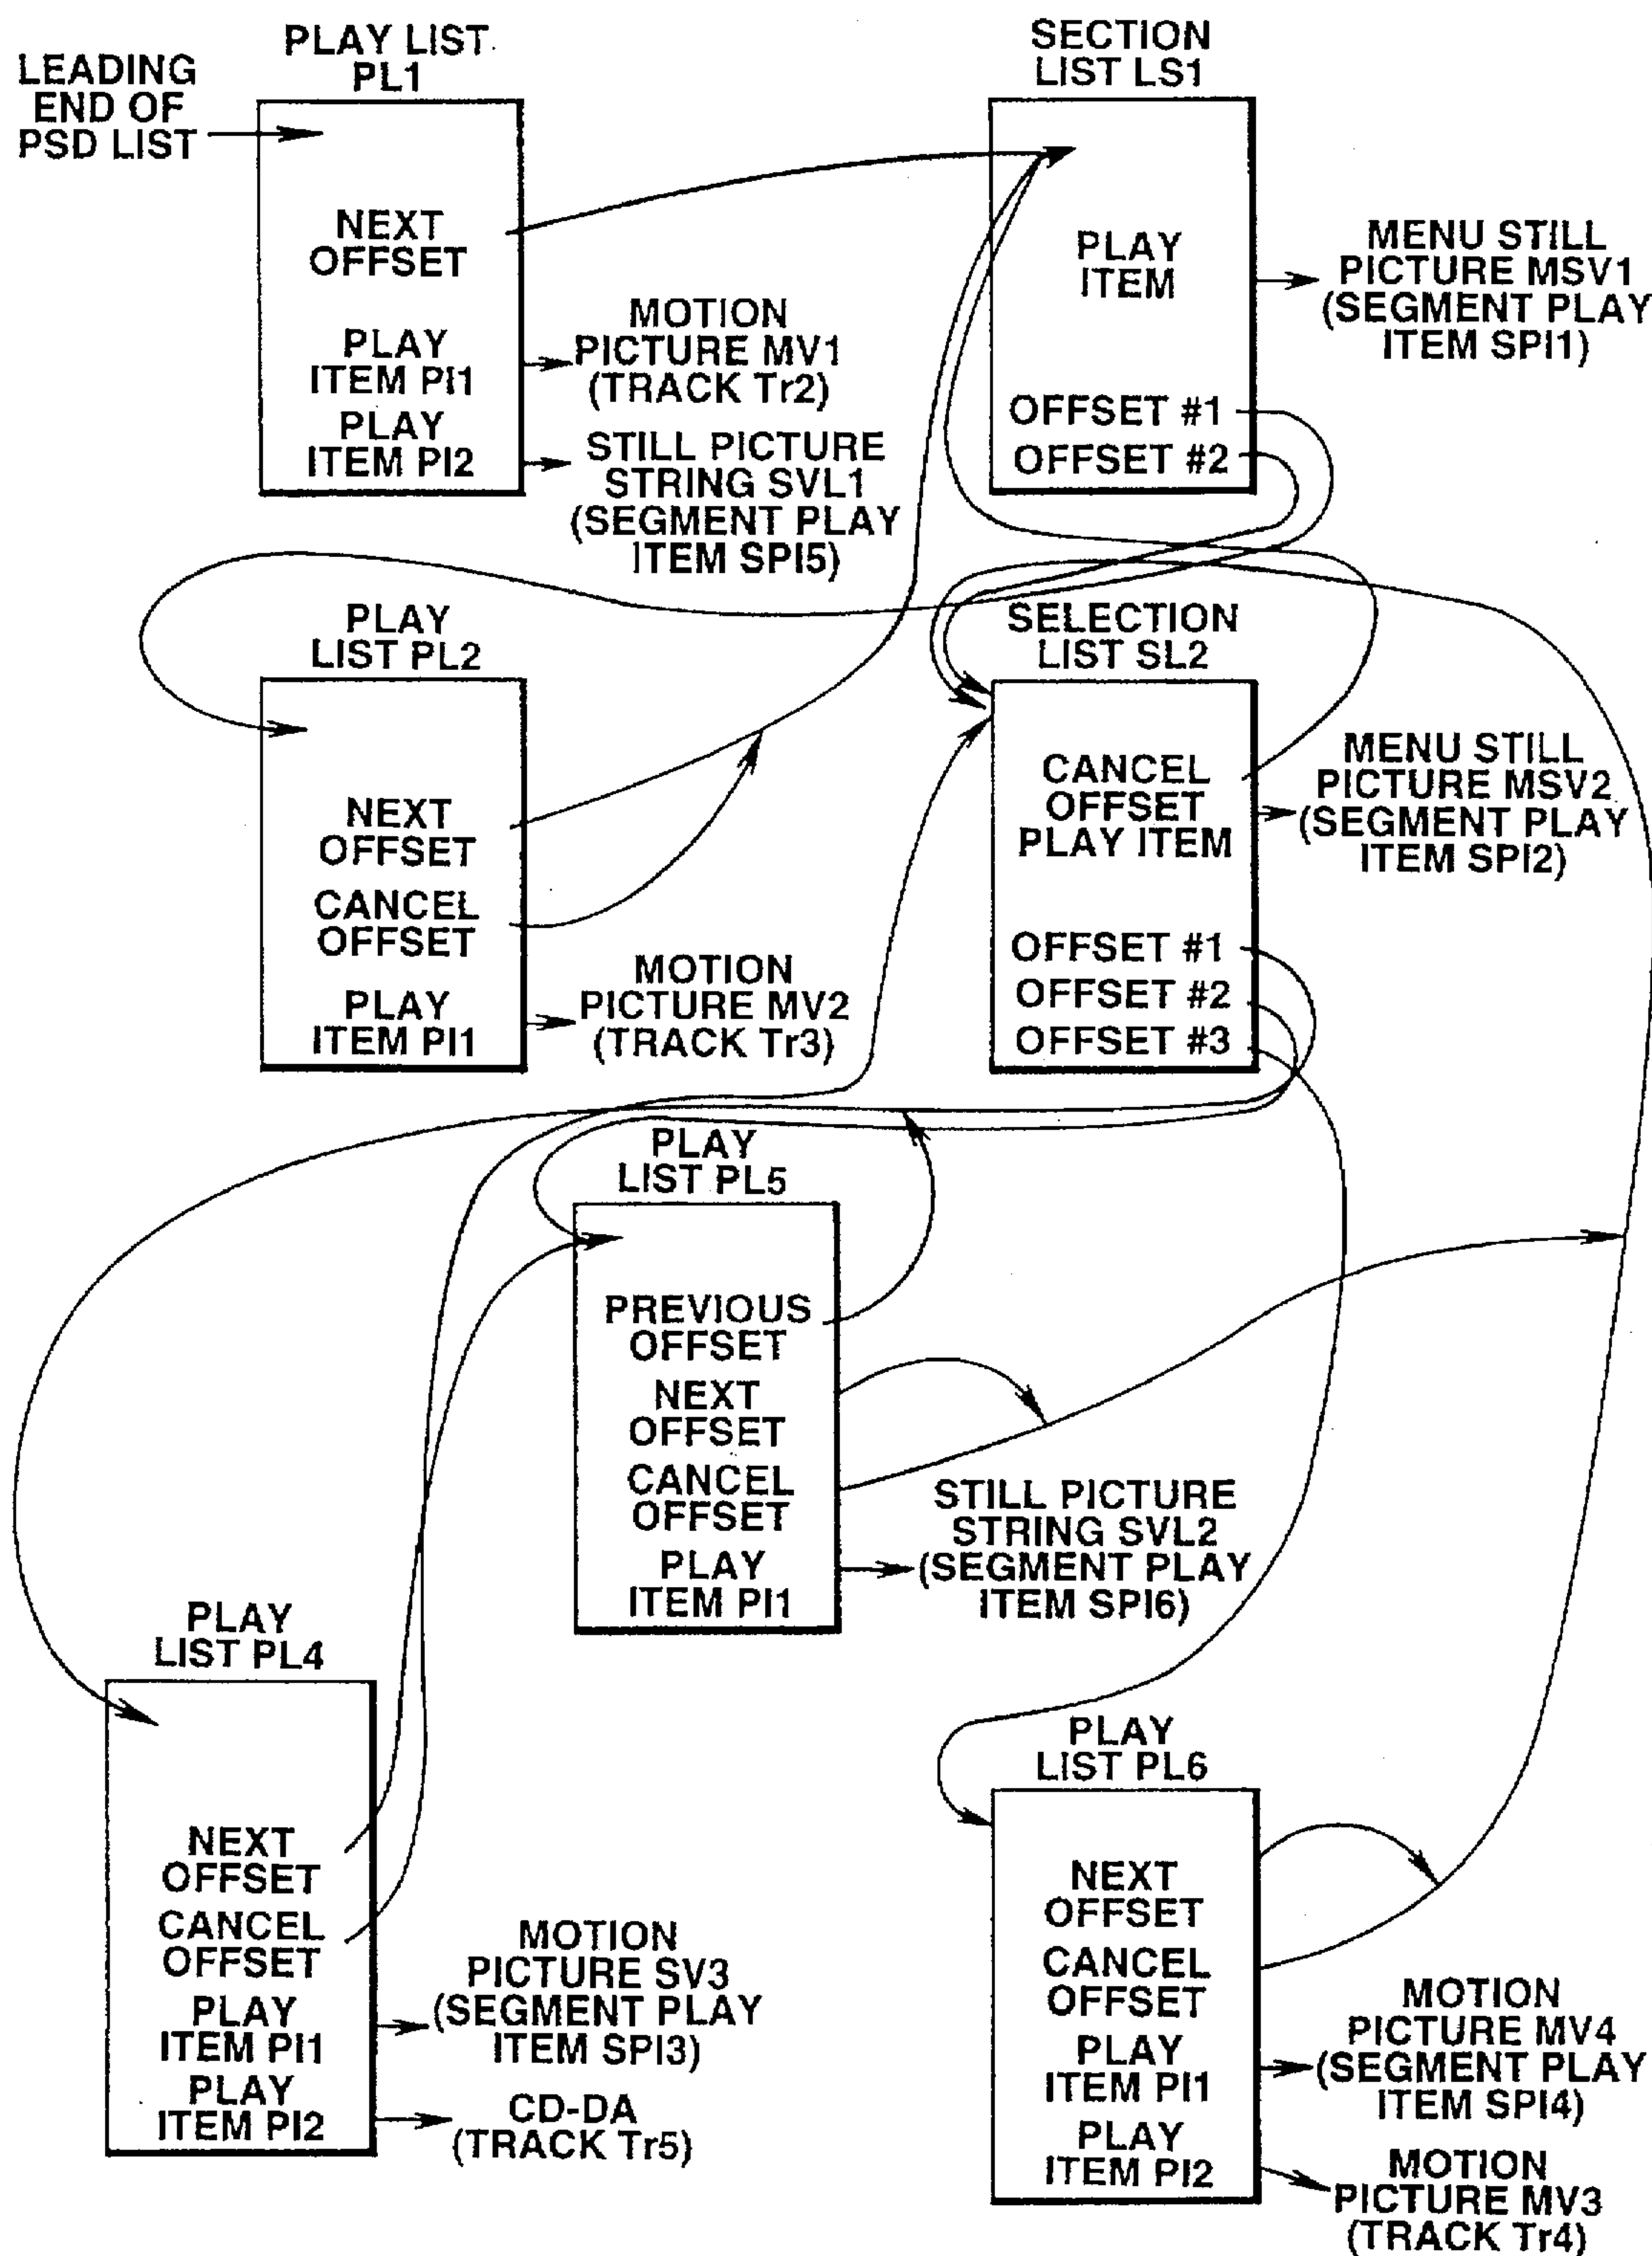 PLAY LIST
PL1
LEADING
END OF
PSD LIST
NEXT
OFFSET
PLAY
ITEM PI1
PLAY
ITEM PI2
MOTION
PICTURE MV1
(TRACK Tr2)
STILL PICTURE
STRING SVL1
(SEGMENT PLAY
ITEM SPI5)
SECTION
LIST LS1
PLAY
ITEM
OFFSET #1
OFFSET #2
MENU STILL
PICTURE MSV1
(SEGMENT PLAY
ITEM SPI1)
PLAY
LIST PL2
NEXT
OFFSET
CANCEL
OFFSET
PLAY
ITEM PI1
MOTION
PICTURE MV2
(TRACK Tr3)
SELECTION
LIST SL2
CANCEL
OFFSET
PLAY ITEM
OFFSET #1
OFFSET #2
OFFSET #3
MENU STILL
PICTURE MSV2
(SEGMENT PLAY
ITEM SPI2)
PLAY
LIST PL5
PREVIOUS
OFFSET
NEXT
OFFSET
CANCEL
OFFSET
PLAY
ITEM PI1
STILL PICTURE
STRING SVL2
(SEGMENT PLAY
ITEM SPI6)
PLAY
LIST PL4
NEXT
OFFSET
CANCEL
OFFSET
PLAY
ITEM PI1
PLAY
ITEM PI2
MOTION
PICTURE SV3
(SEGMENT PLAY
ITEM SPI3)
CD-DA
(TRACK Tr5)
PLAY
LIST PL6
NEXT
OFFSET
CANCEL
OFFSET
PLAY
ITEM PI1
PLAY
ITEM PI2
MOTION
PICTURE MV4
(SEGMENT PLAY
ITEM SPI4)
MOTION
PICTURE MV3
(TRACK Tr4)